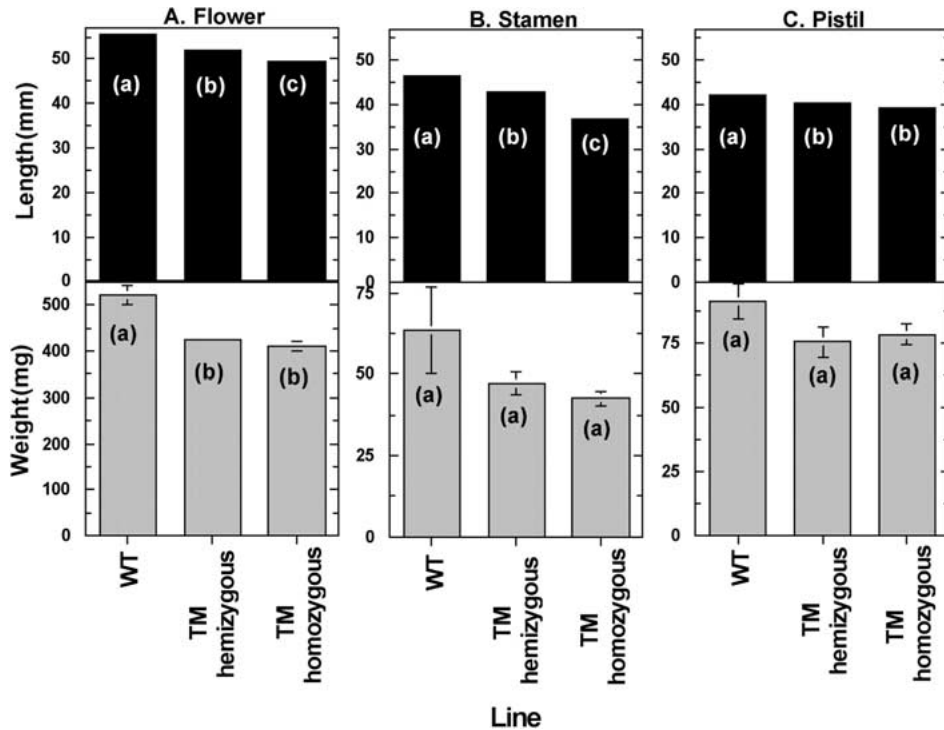 A. Flower
B. Stamen
C. Pistil
Length(mm)
50
40
30
20
10
0
(a)
(b)
(c)
50
40
30
20
10
0
(a)
(b)
(c)
50
40
30
20
10
0
(a)
(b)
(b)
Weight(mg)
500
400
300
200
100
0
(a)
(b)
(b)
75
50
25
0
(a)
(a)
(a)
75
50
25
0
(a)
(a)
(a)
WT
TM
hemizygous
TM
homozygous
WT
TM
hemizygous
TM
homozygous
WT
TM
hemizygous
TM
homozygous
Line